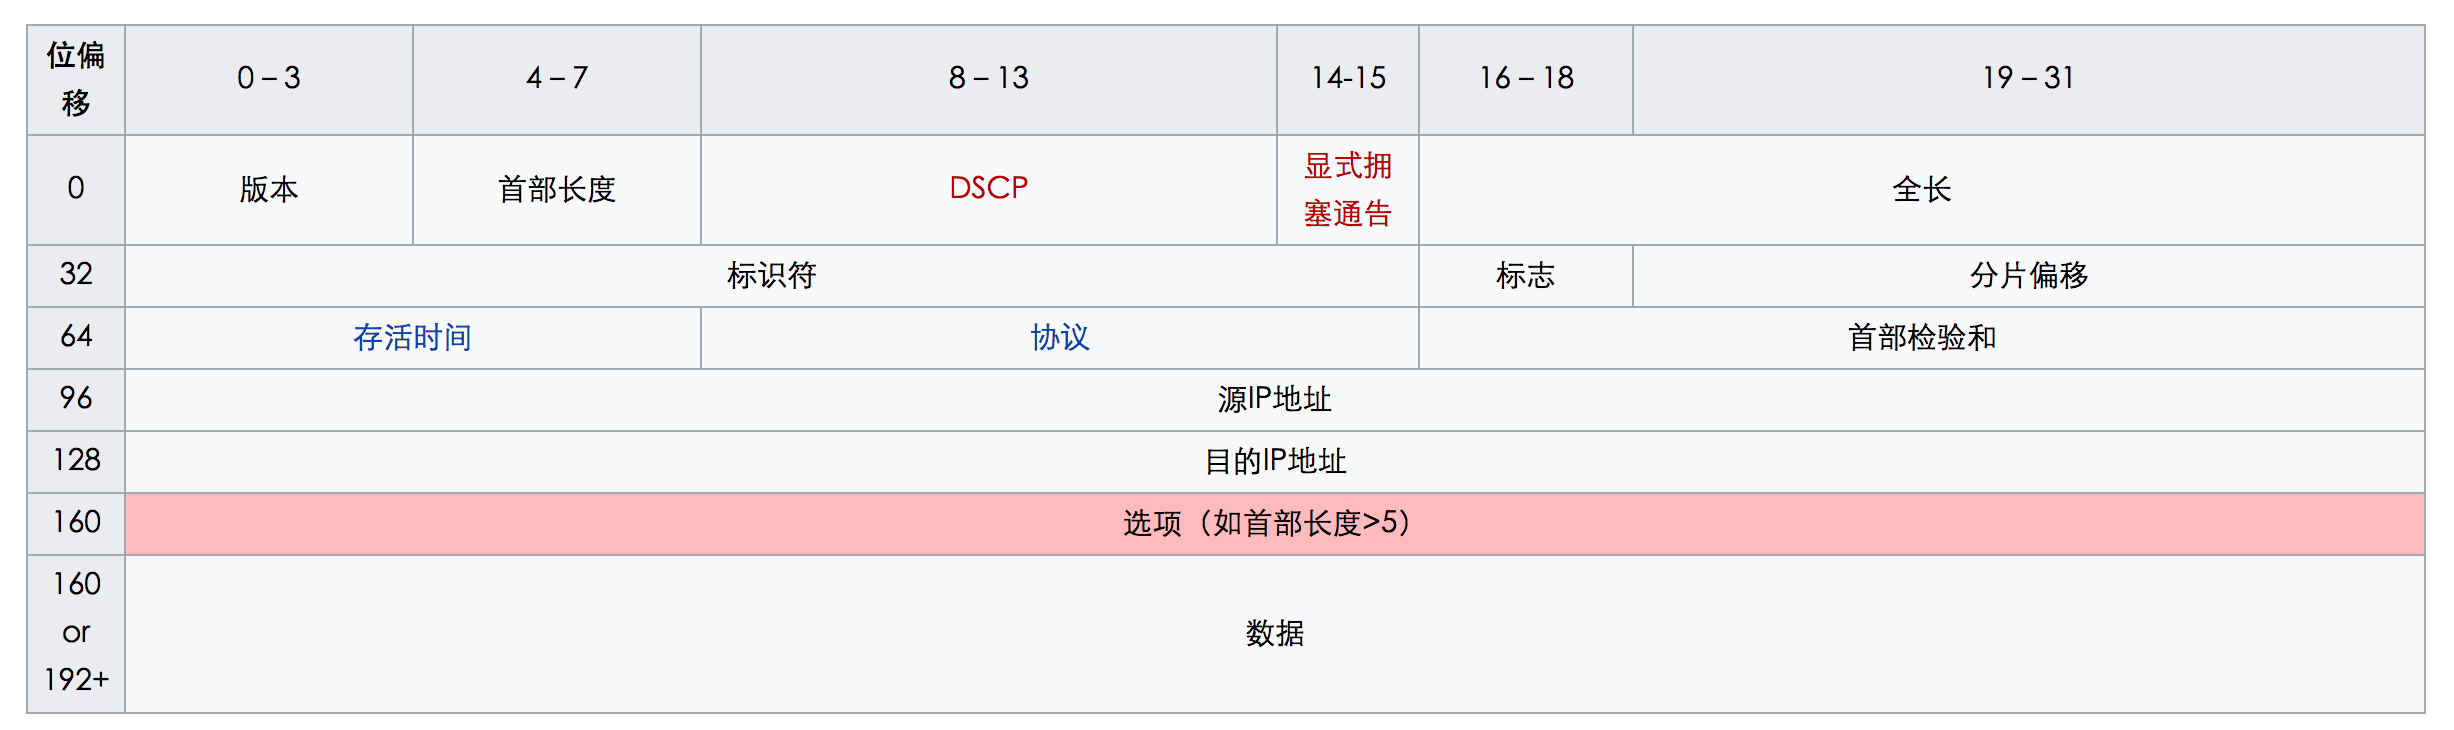 位偏
移
0 – 3
4 – 7
8 – 13
14-15
16 – 18
19 – 31
0
版本
首部长度
DSCP
显式拥
塞通告
全长
32
标识符
标志
分片偏移
64
存活时间
协议
首部检验和
96
源IP地址
128
目的IP地址
160
选项（如首部长度>5）
160
or
192+
数据